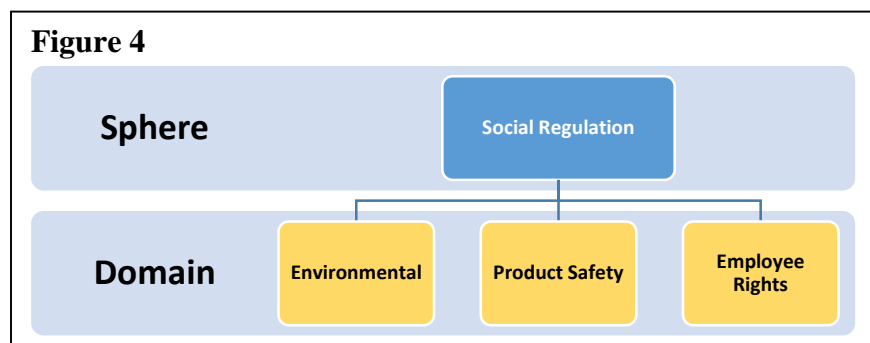 Figure 4
Sphere
Social Regulation
Domain
Environmental
Product Safety
Employee
Rights